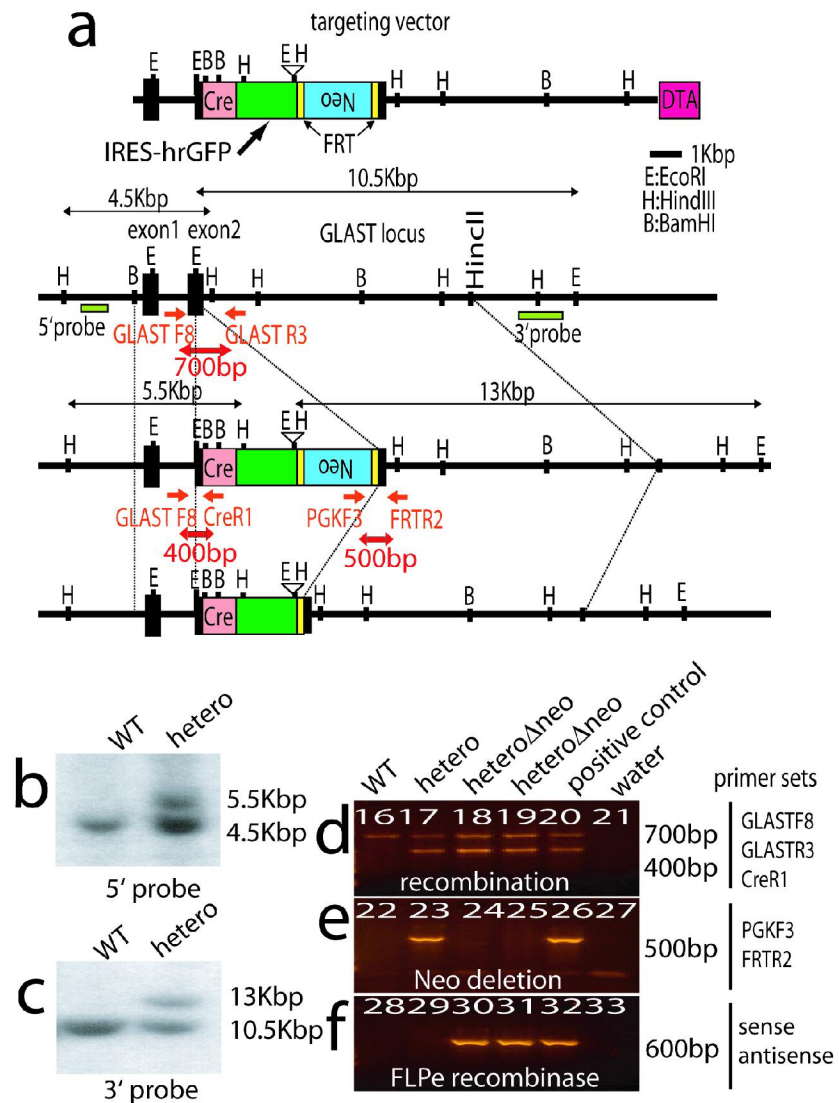 a
targeting vector
E
E
B
B
H
E H
Cre
Neo
H
H
B
H
DTA
IRES-hrGFP
FRT
1Kbp
E:EcoRI
H:HindIII
B:BamHI
10.5Kbp
4.5Kbp
exon1
exon2
GLAST locus
HincII
H
B
E
E
H
H
B
H
H
E
5'probe
GLAST F8
GLAST R3
3'probe
700bp
5.5Kbp
13Kbp
H
E
E
B
B
H
E H
Cre
Neo
H
H
B
H
H
E
GLAST F8
CreR1
PGKF3
FRTR2
400bp
500bp
H
E
E
B
B
H
E H
Cre
H
H
B
H
H
E
b
WT
hetero
5.5Kbp
4.5Kbp
5' probe
c
WT
hetero
13Kbp
10.5Kbp
3' probe
WT
hetero
hetero∆neo
hetero∆neo
positive control
water
primer sets
d
16 17 18 19 20 21
700bp
400bp
recombination
GLASTF8
GLASTR3
CreR1
e
22 23 24 25 26 27
500bp
Neo deletion
PGKF3
FRTR2
f
28 29 30 31 32 33
600bp
FLPe recombinase
sense
antisense